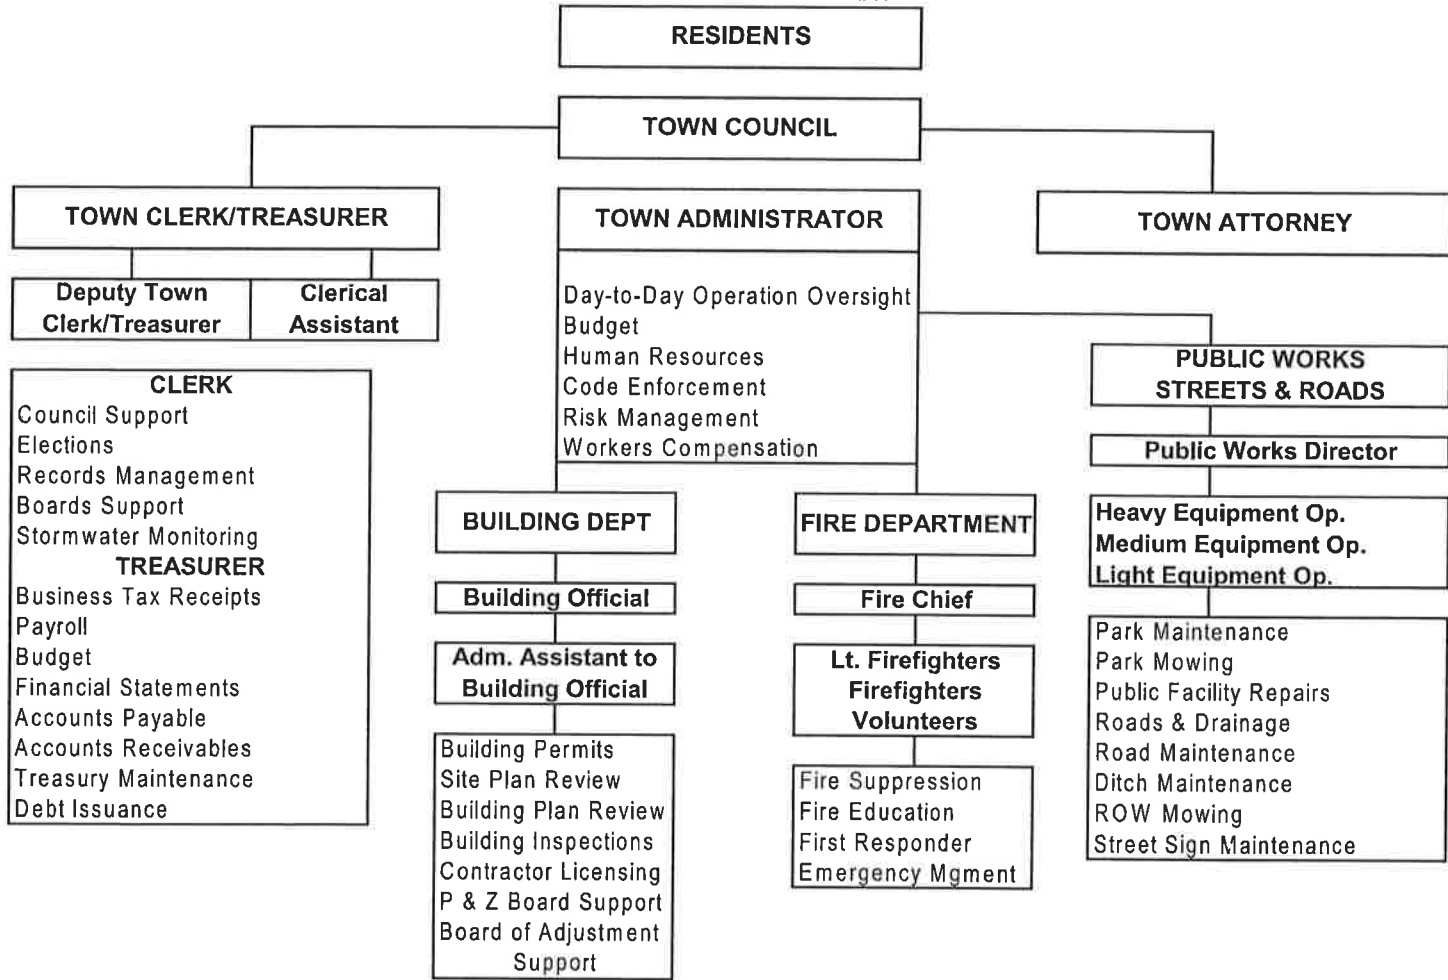 RESIDENTS
TOWN COUNCIL
TOWN CLERK/TREASURER
TOWN ADMINISTRATOR
TOWN ATTORNEY
Deputy Town
Clerk/Treasurer
Clerical
Assistant
Day-to-Day Operation Oversight
Budget
Human Resources
Code Enforcement
Risk Management
Workers Compensation
CLERK
Council Support
Elections
Records Management
Boards Support
Stormwater Monitoring
TREASURER
Business Tax Receipts
Payroll
Budget
Financial Statements
Accounts Payable
Accounts Receivables
Treasury Maintenance
Debt Issuance
BUILDING DEPT
Building Official
Adm. Assistant to
Building Official
Building Permits
Site Plan Review
Building Plan Review
Building Inspections
Contractor Licensing
P & Z Board Support
Board of Adjustment
Support
FIRE DEPARTMENT
Fire Chief
Lt. Firefighters
Firefighters
Volunteers
Fire Suppression
Fire Education
First Responder
Emergency Mgment
PUBLIC WORKS
STREETS & ROADS
Public Works Director
Heavy Equipment Op.
Medium Equipment Op.
Light Equipment Op.
Park Maintenance
Park Mowing
Public Facility Repairs
Roads & Drainage
Road Maintenance
Ditch Maintenance
ROW Mowing
Street Sign Maintenance